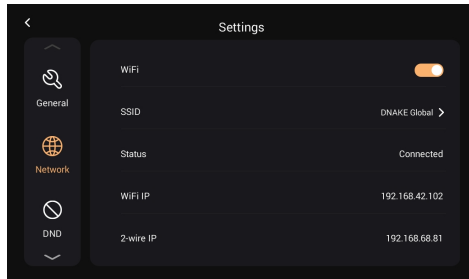 Settings
General
Network
DND
WiFi
SSID DNAKE Global
Status Connected
WiFi IP 192.168.42.102
2-wire IP 192.168.68.81